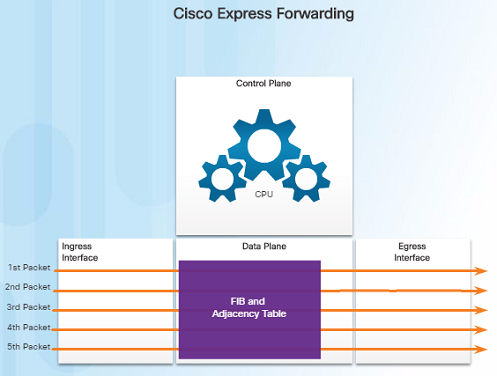 Cisco Express Forwarding
Control Plane
CPU
Ingress
Interface
Data Plane
Egress
Interface
1st Packet
2nd Packet
3rd Packet
4th Packet
5th Packet
FIB and
Adjacency Table